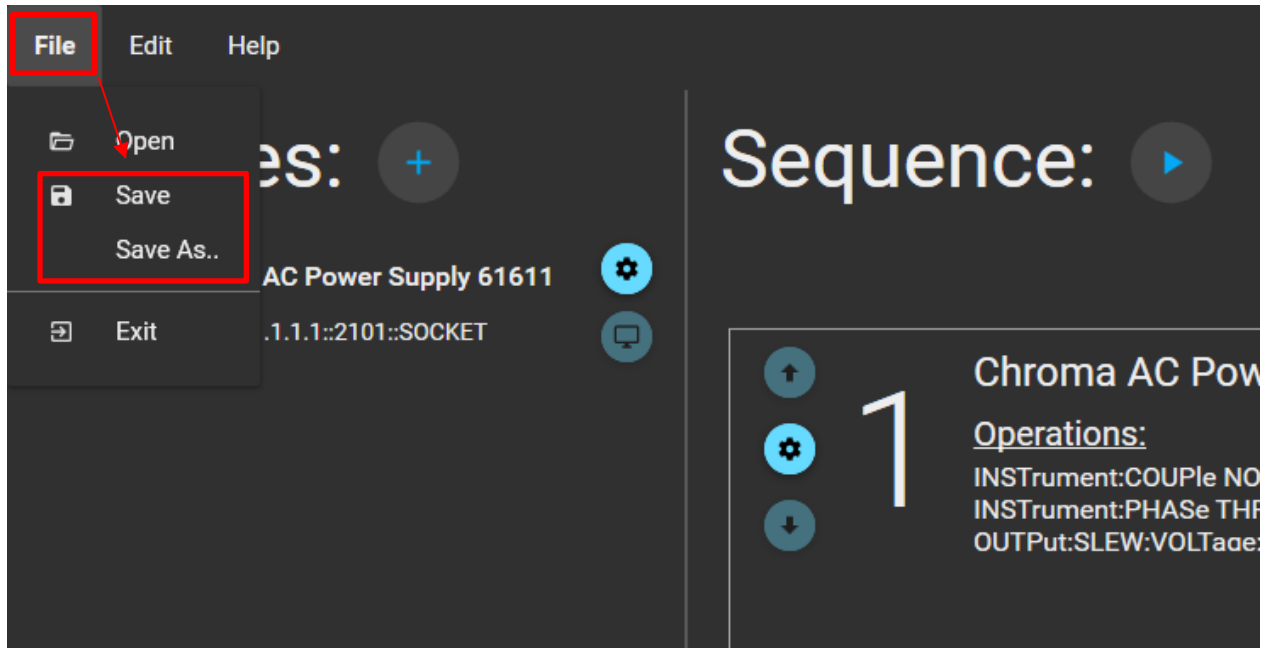 File Edit Help
Open
Save
Save As..
Exit
es:
AC Power Supply 61611
.1.1.1::2101::SOCKET
Sequence:
1
Chroma AC Pow
Operations:
INSTrument:COUPle NO
INSTrument:PHASe THR
OUTPut:SLEW:VOLTage: